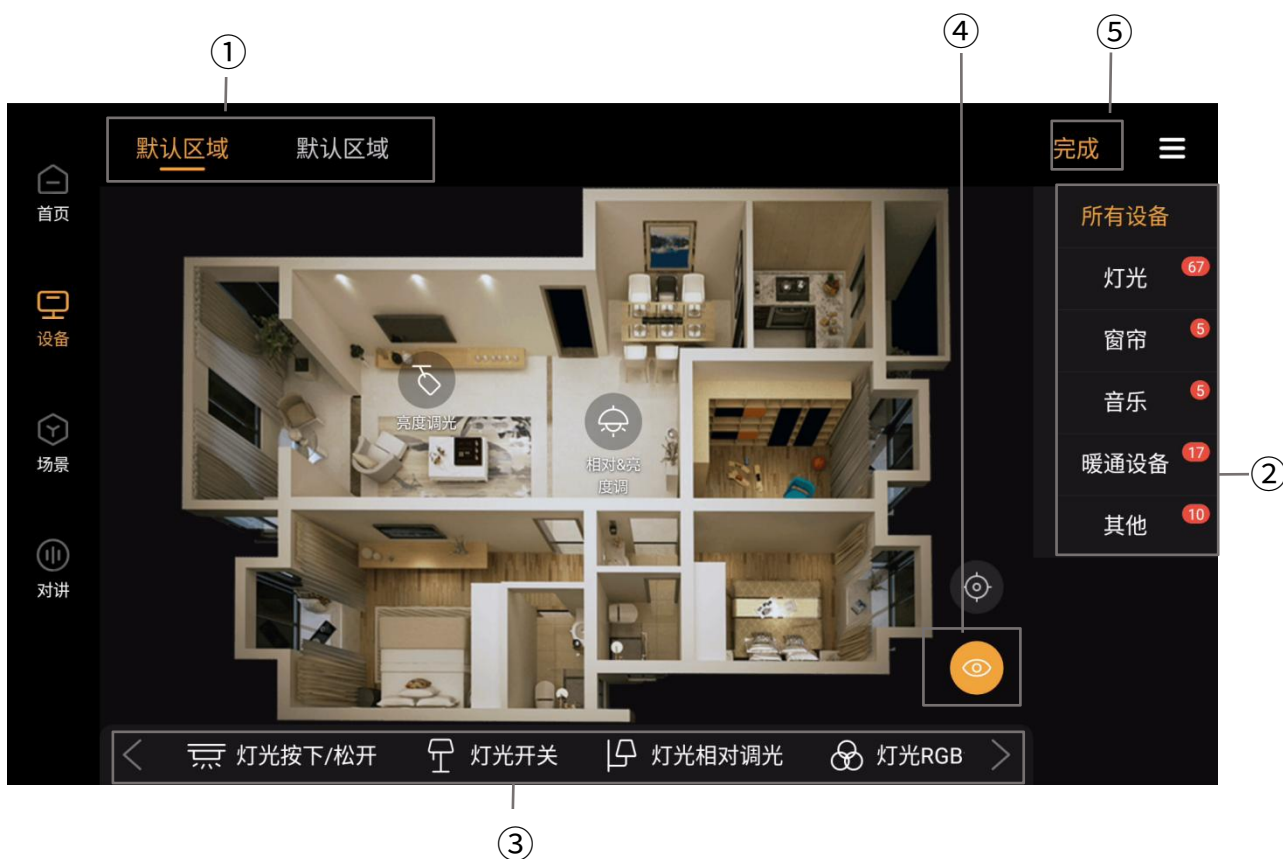 ①
④
⑤
默认区域
默认区域
完成
首页
设备
场景
对讲
所有设备
灯光
67
窗帘
5
音乐
5
暖通设备
17
其他
10
②
亮度调光
相对&亮
度调
灯光按下/松开
灯光开关
灯光相对调光
灯光RGB
③